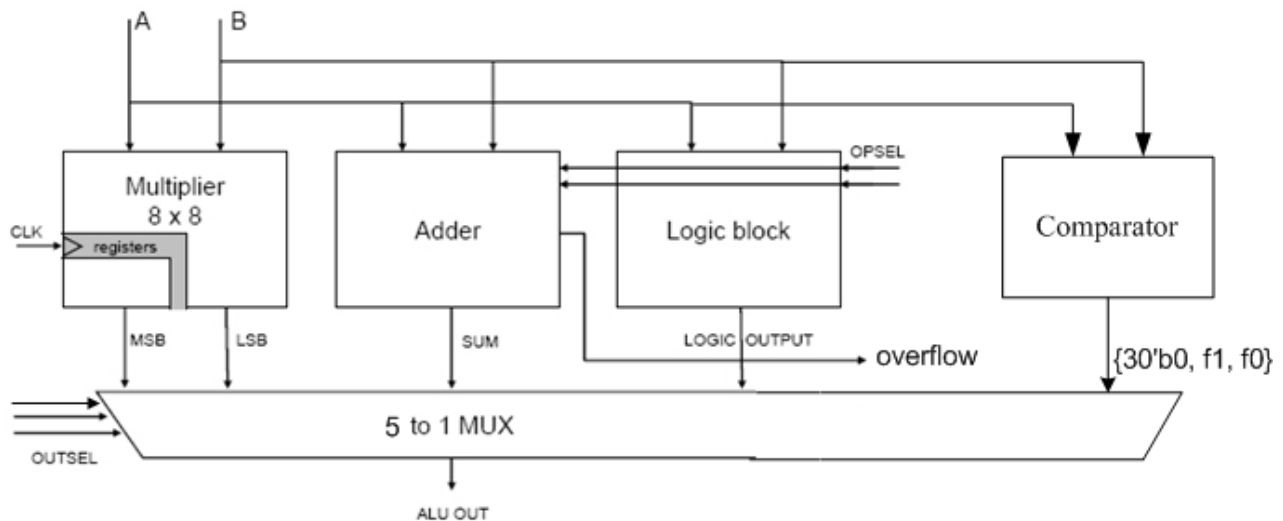 A
B
OPSEL
Multiplier
8 x 8
CLK
registers
Adder
Logic block
Comparator
MSB
LSB
SUM
LOGIC OUTPUT
overflow
{30'b0, f1, f0}
5 to 1 MUX
OUTSEL
ALU OUT